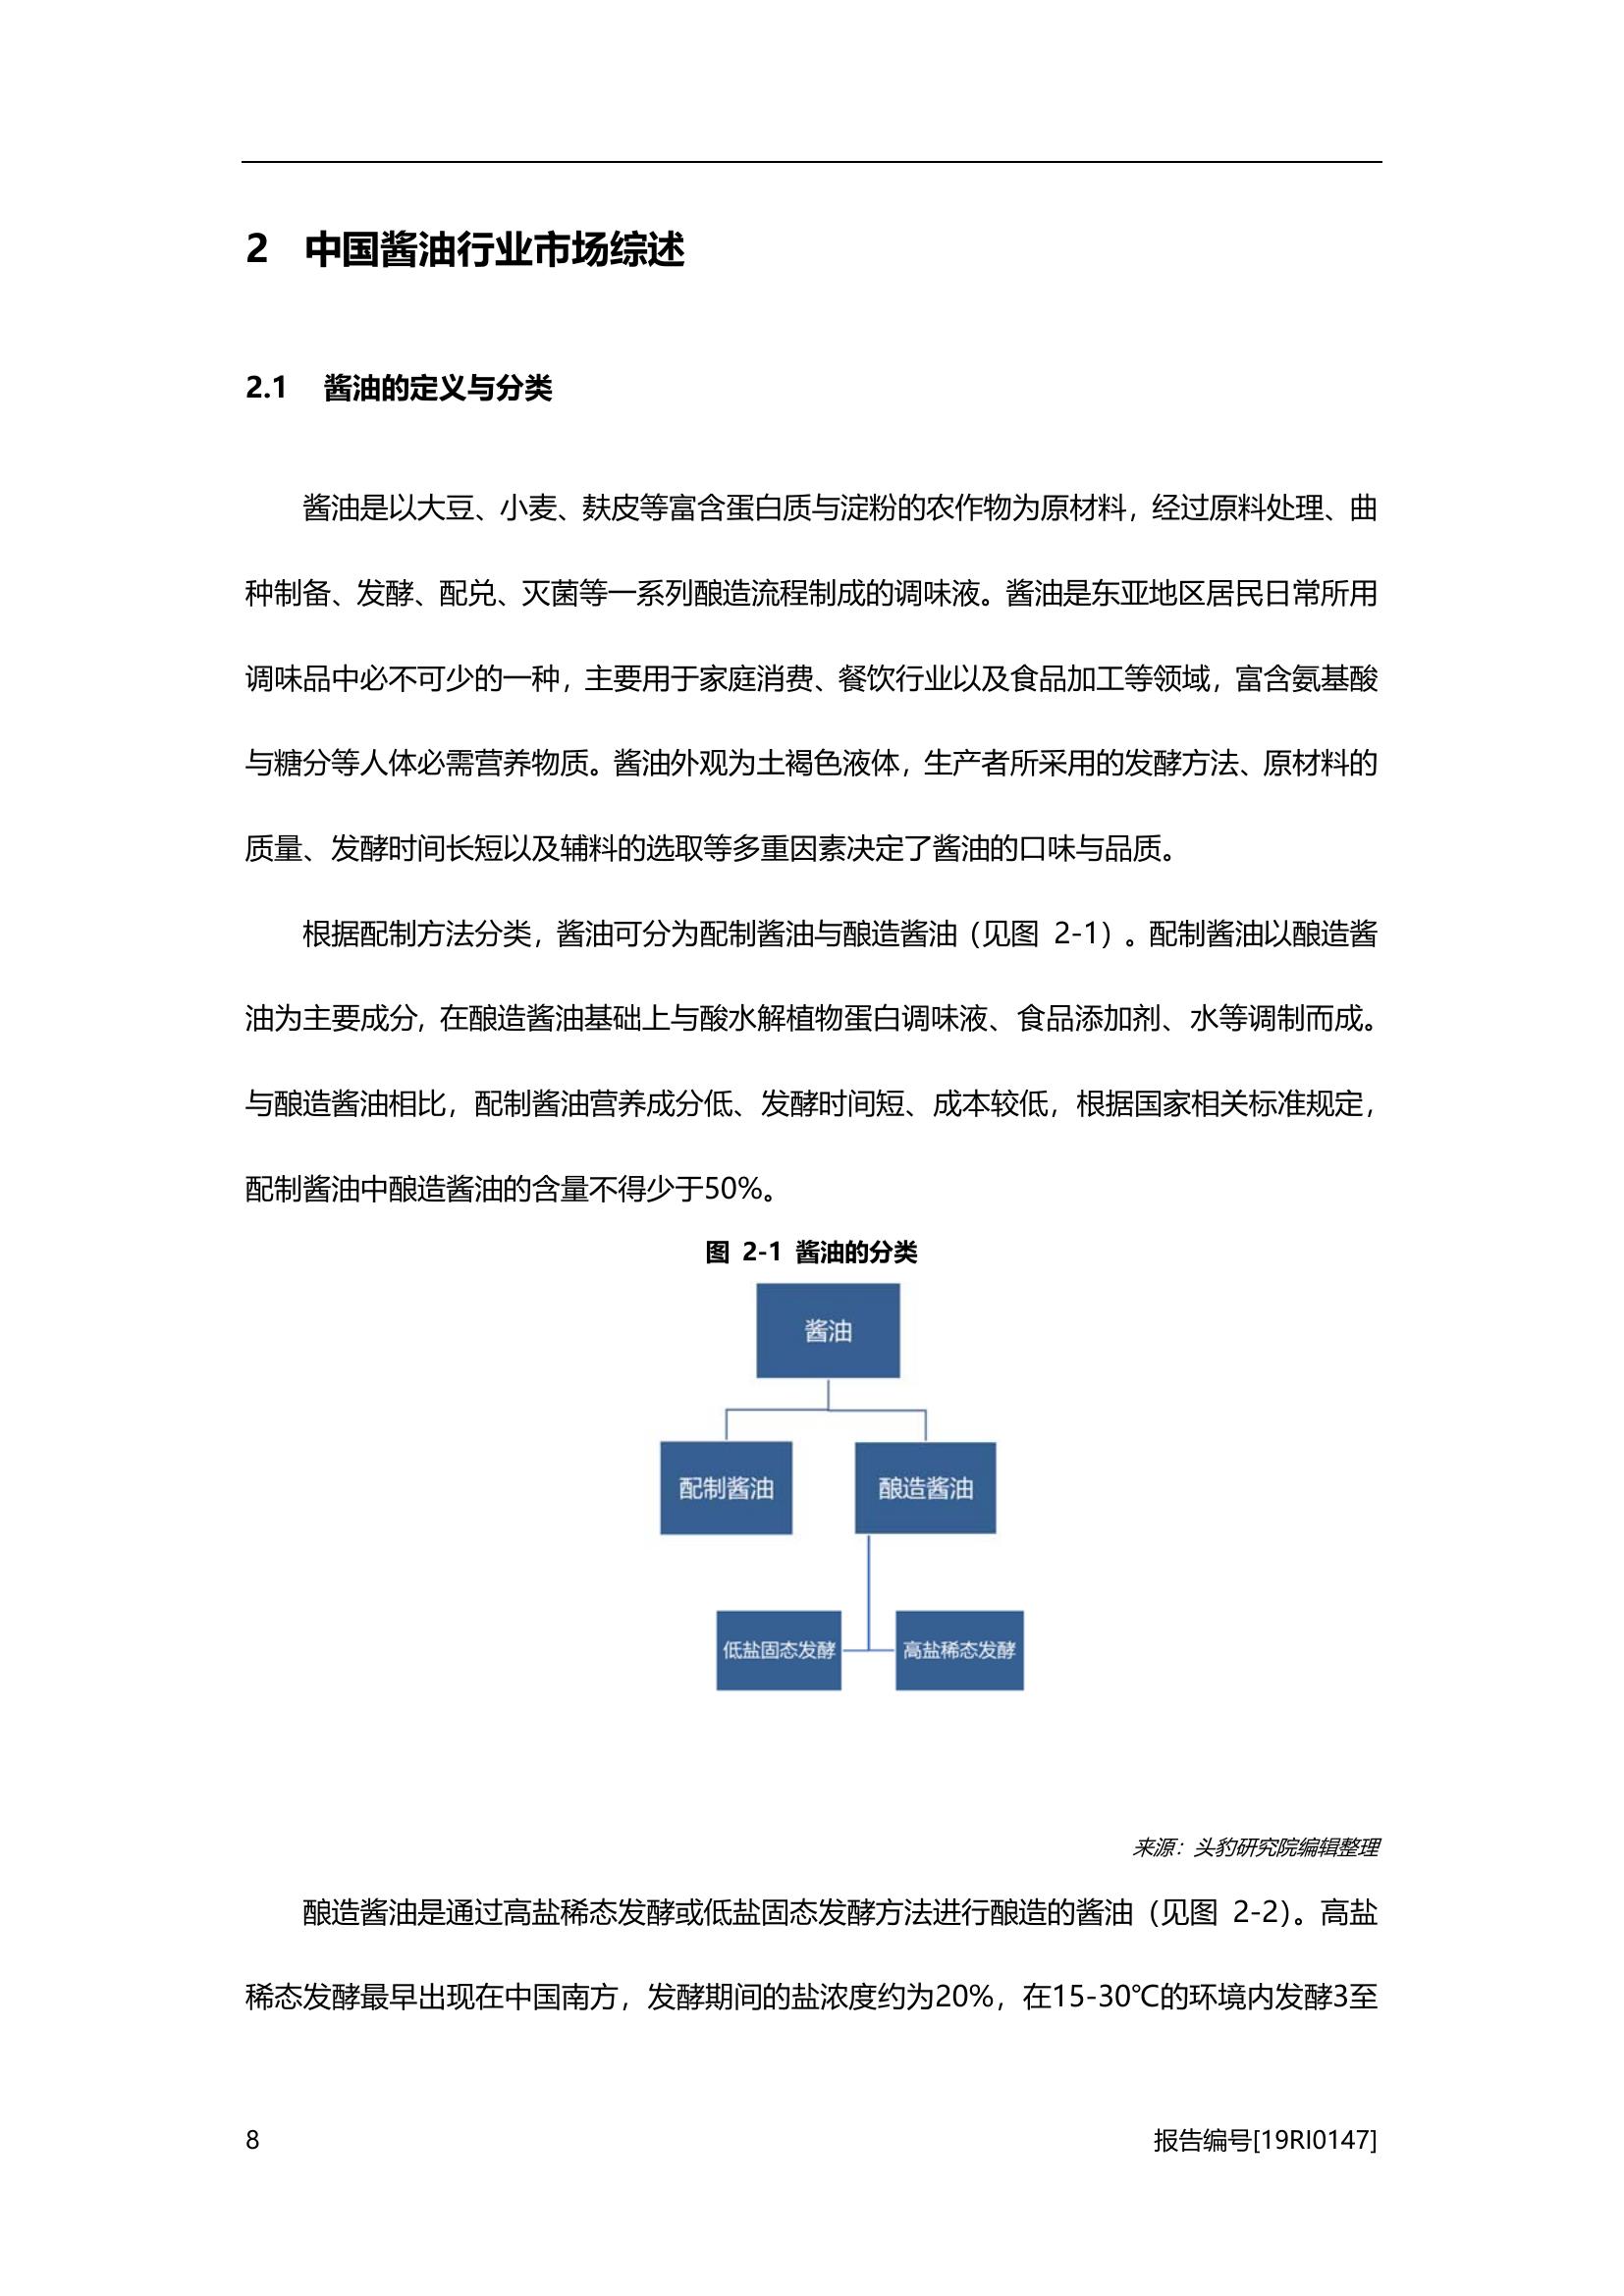 2 中国酱油行业市场综述
2.1 酱油的定义与分类
酱油是以大豆、小麦、麸皮等富含蛋白质与淀粉的农作物为原材料，经过原料处理、曲
种制备、发酵、配兑、灭菌等一系列酿造流程制成的调味液。酱油是东亚地区居民日常所用
调味品中必不可少的一种，主要用于家庭消费、餐饮行业以及食品加工等领域，富含氨基酸
与糖分等人体必需营养物质。酱油外观为土褐色液体，生产者所采用的发酵方法、原材料的
质量、发酵时间长短以及辅料的选取等多重因素决定了酱油的口味与品质。
根据配制方法分类，酱油可分为配制酱油与酿造酱油（见图 2-1）。配制酱油以酿造酱
油为主要成分，在酿造酱油基础上与酸水解植物蛋白调味液、食品添加剂、水等调制而成。
与酿造酱油相比，配制酱油营养成分低、发酵时间短、成本较低，根据国家相关标准规定，
配制酱油中酿造酱油的含量不得少于50%。
图 2-1 酱油的分类
酱油
配制酱油 酿造酱油
低盐固态发酵 高盐稀态发酵
来源：头豹研究院编辑整理
酿造酱油是通过高盐稀态发酵或低盐固态发酵方法进行酿造的酱油（见图 2-2）。高盐
稀态发酵最早出现在中国南方，发酵期间的盐浓度约为20%，在15-30℃的环境内发酵3至
8 报告编号[19RI0147]